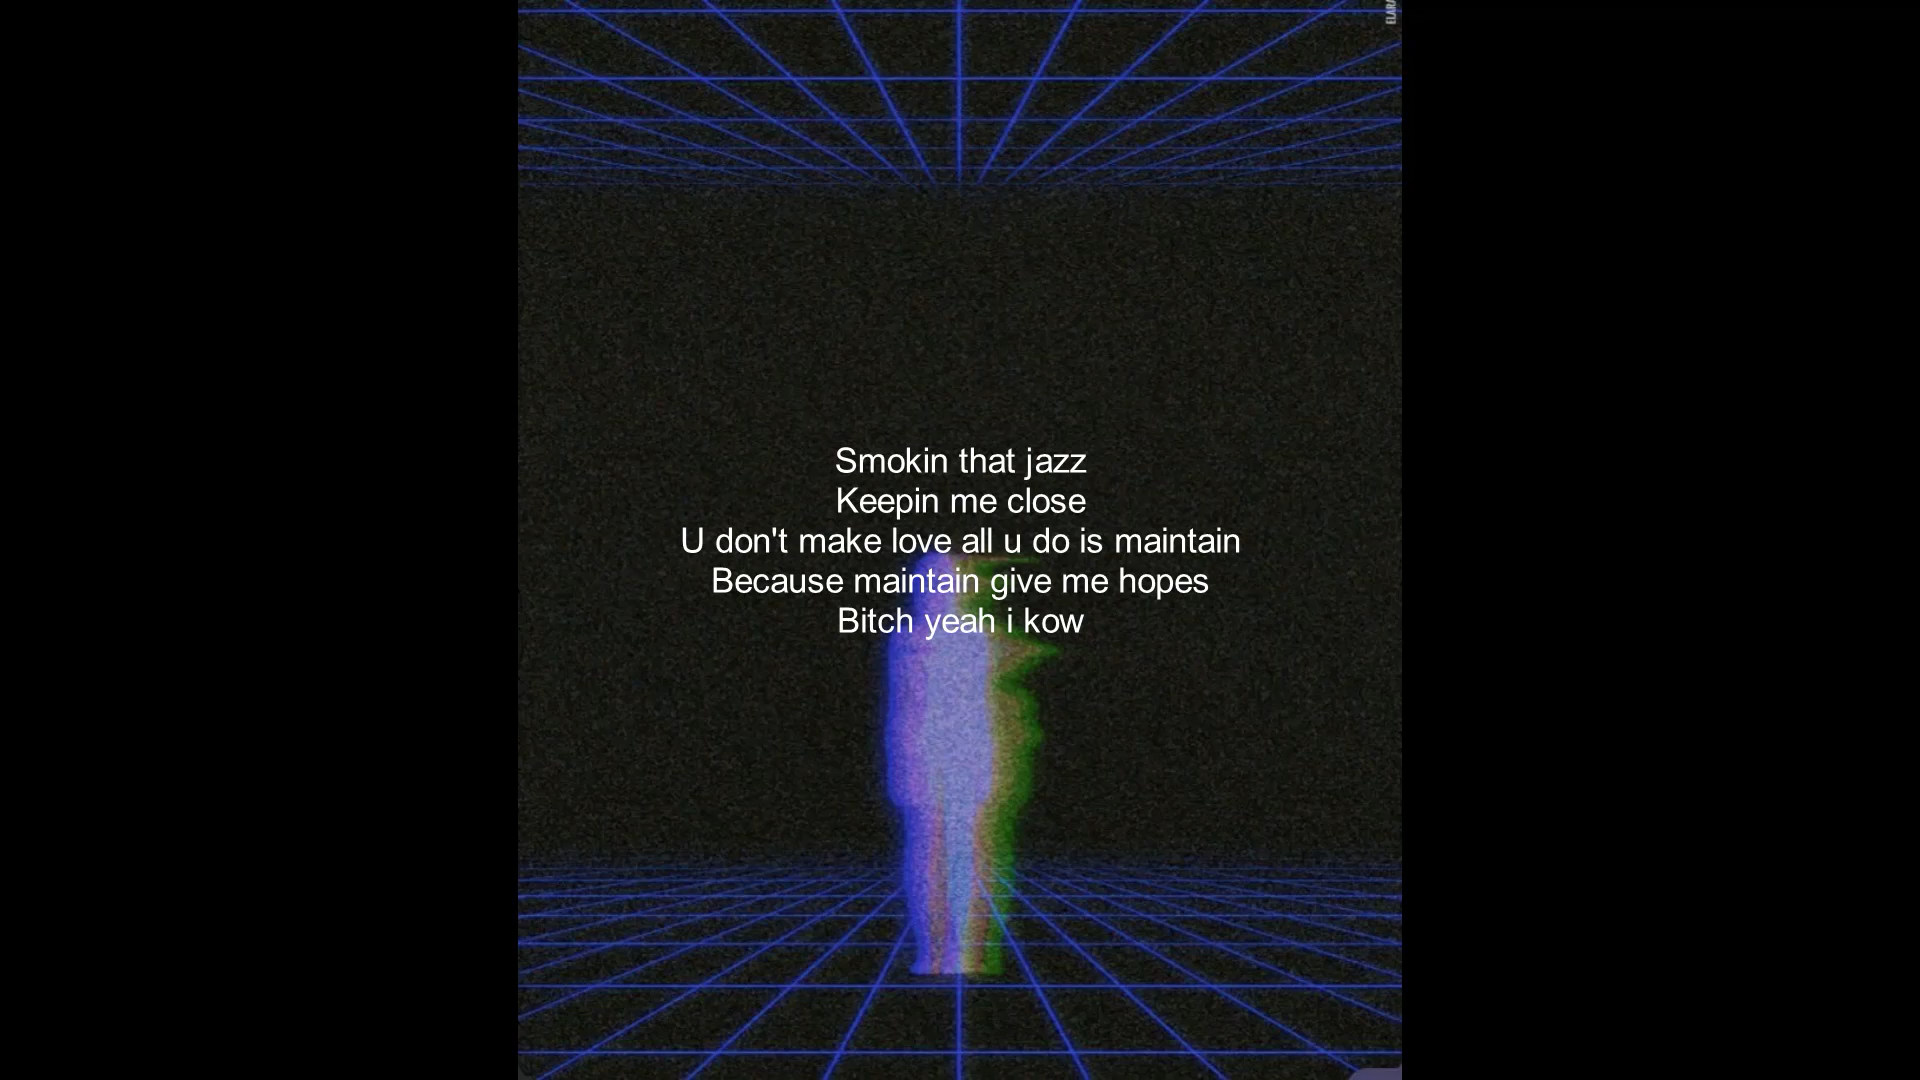 Smokin that jazz
Keepin me close
U don't make love all u do is maintain
Because maintain give me hopes
Bitch yeah i kow